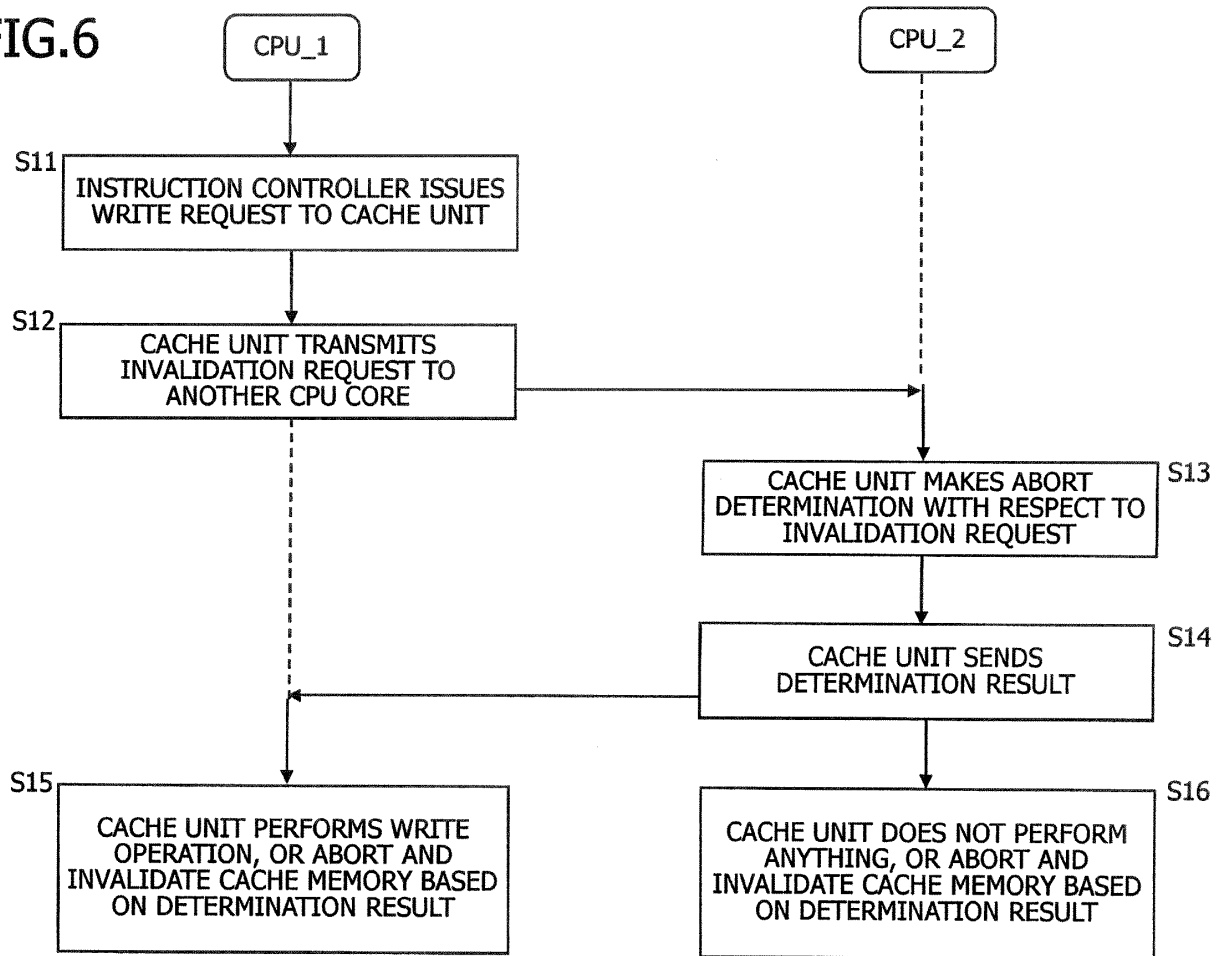 FIG.6
CPU_1
CPU_2
S11
INSTRUCTION CONTROLLER ISSUES
WRITE REQUEST TO CACHE UNIT
S12
CACHE UNIT TRANSMITS
INVALIDATION REQUEST TO
ANOTHER CPU CORE
S13
CACHE UNIT MAKES ABORT
DETERMINATION WITH RESPECT TO
INVALIDATION REQUEST
S14
CACHE UNIT SENDS
DETERMINATION RESULT
S15
CACHE UNIT PERFORMS WRITE
OPERATION, OR ABORT AND
INVALIDATE CACHE MEMORY BASED
ON DETERMINATION RESULT
S16
CACHE UNIT DOES NOT PERFORM
ANYTHING, OR ABORT AND
INVALIDATE CACHE MEMORY BASED
ON DETERMINATION RESULT